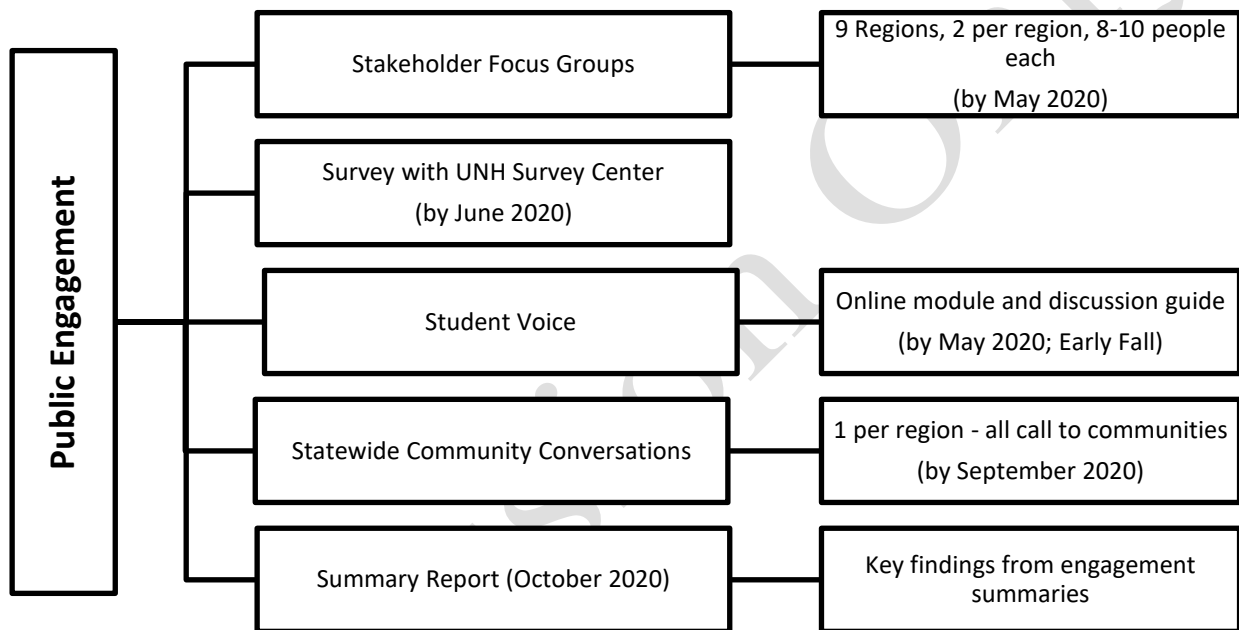 Public Engagement
Stakeholder Focus Groups
9 Regions, 2 per region, 8-10 people
each
(by May 2020)
Survey with UNH Survey Center
(by June 2020)
Student Voice
Online module and discussion guide
(by May 2020; Early Fall)
Statewide Community Conversations
1 per region - all call to communities
(by September 2020)
Summary Report (October 2020)
Key findings from engagement
summaries